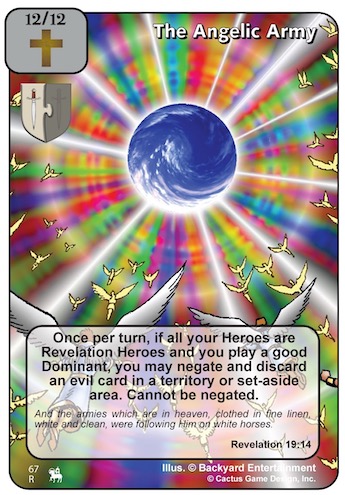 12/12
The Angelic Army
Once per turn, if all your Heroes are
Revelation Heroes and you play a good
Dominant, you may negate and discard
an evil card in a territory or set-aside
area. Cannot be negated.
And the armies which are in heaven, clothed in fine linen,
white and clean, were following Him on white horses.
Revelation 19:14
67
R
Illus. © Backyard Entertainment
© Cactus Game Design, Inc.